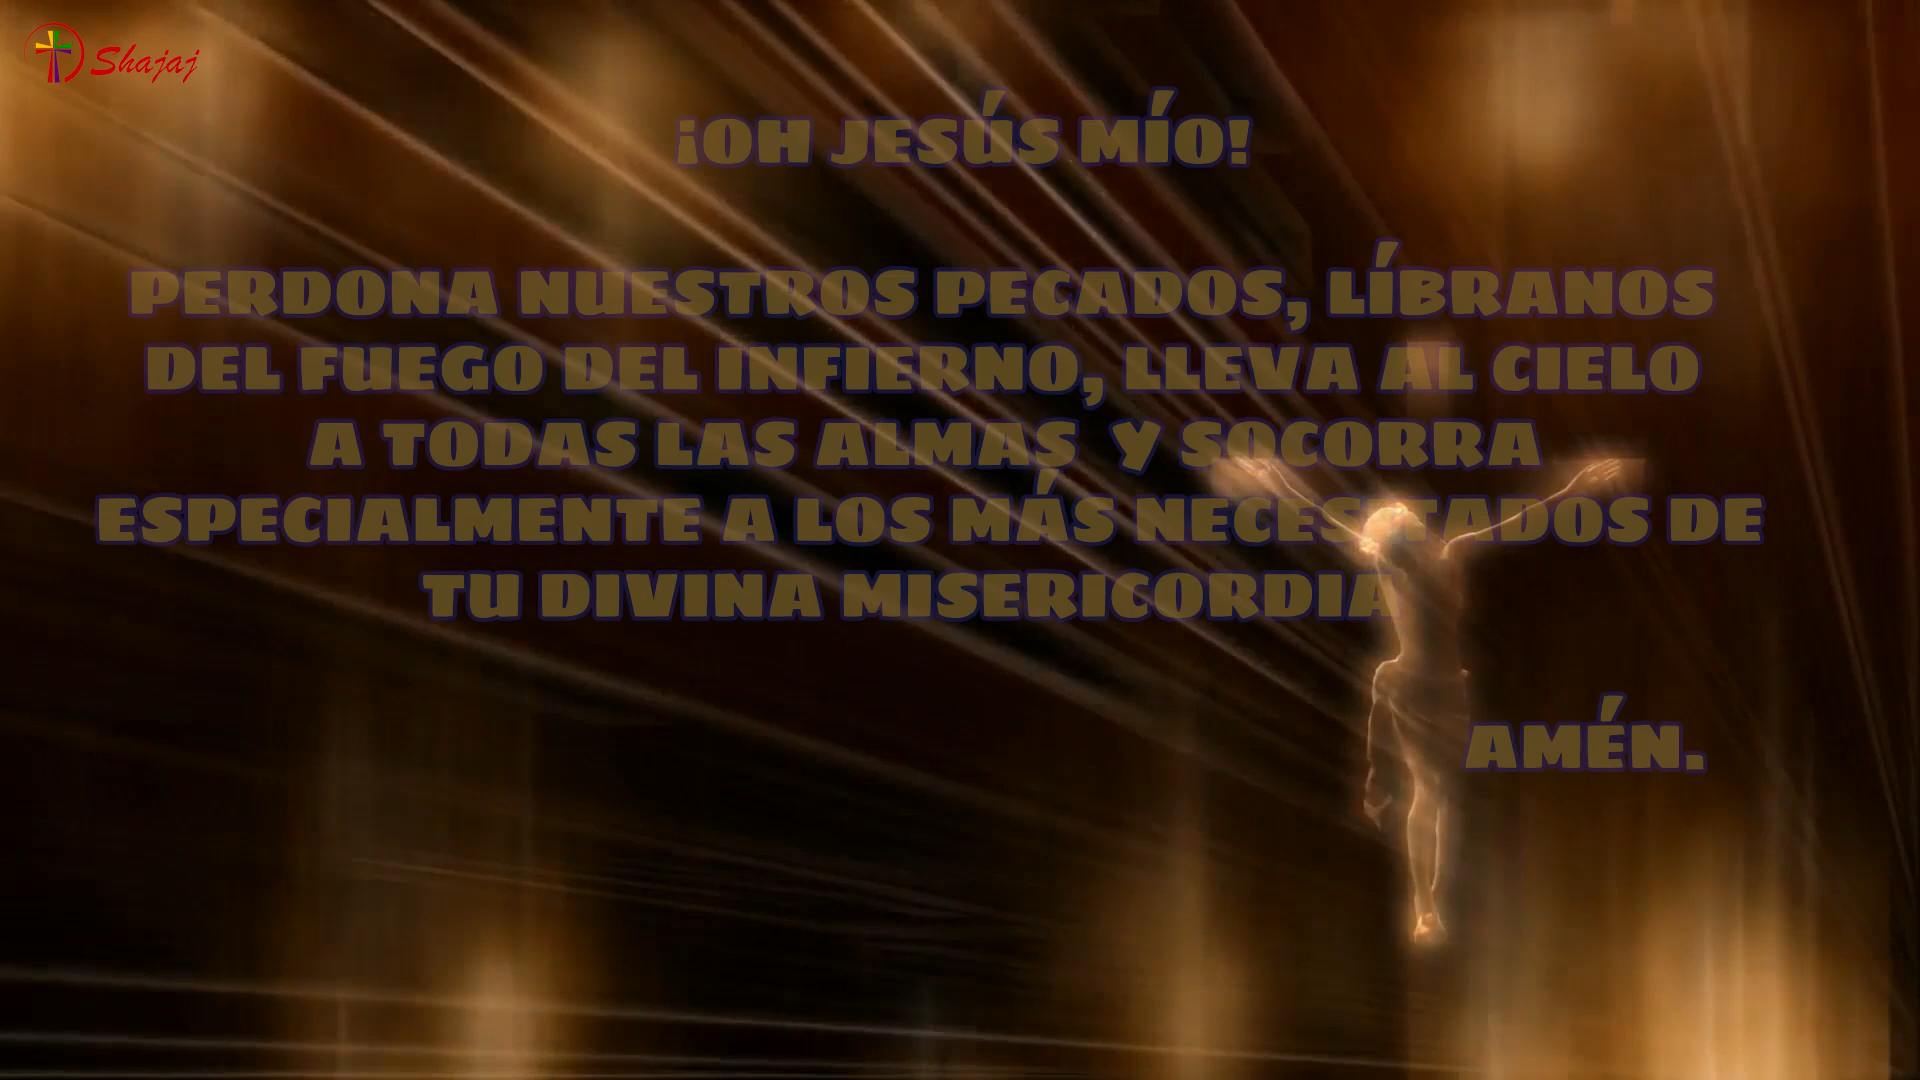 Shajaj
¡OH JESÚS MÍO!
PERDONA NUESTROS PECADOS, LÍBRANOS
DEL FUEGO DEL INFIERNO, LLEVA AL CIELO
A TODAS LAS ALMAS Y SOCORRA
ESPECIALMENTE A LOS MÁS NECESITADOS DE
TU DIVINA MISERICORDIA
AMÉN.